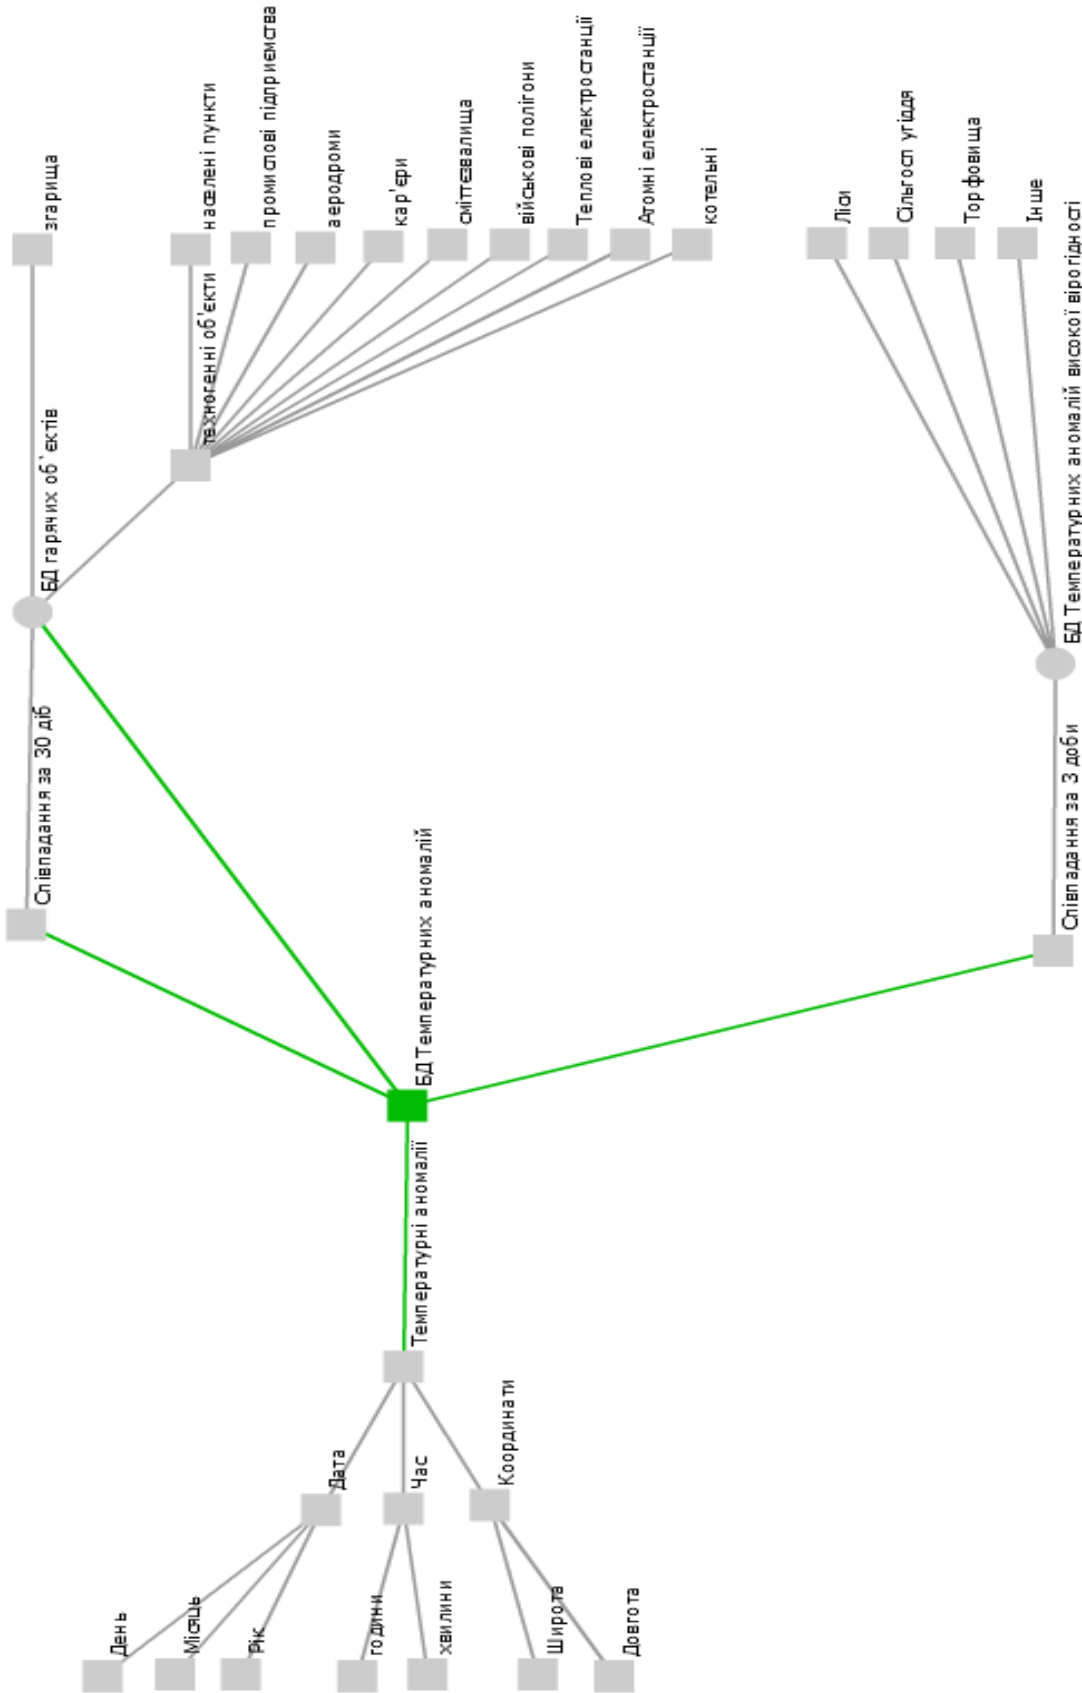 згарища
населені пункти
промислові підприємства
аеродроми
кар'єри
сміттєзвалища
військові полігони
Теплові електростанції
Атомні електростанції
котельні
Ліси
Сільгосп угіддя
Торфовища
Інше
БД гарячих об`єктів
техногенні об'єкти
БД Температурних аномалій високої вірогідності
Співпадання за 30 діб
Співпадання за 3 доби
БД Температурних аномалій
Температурні аномалії
Дата
Час
Координати
День
Місяць
Рік
години
хвилини
Широта
Довгота